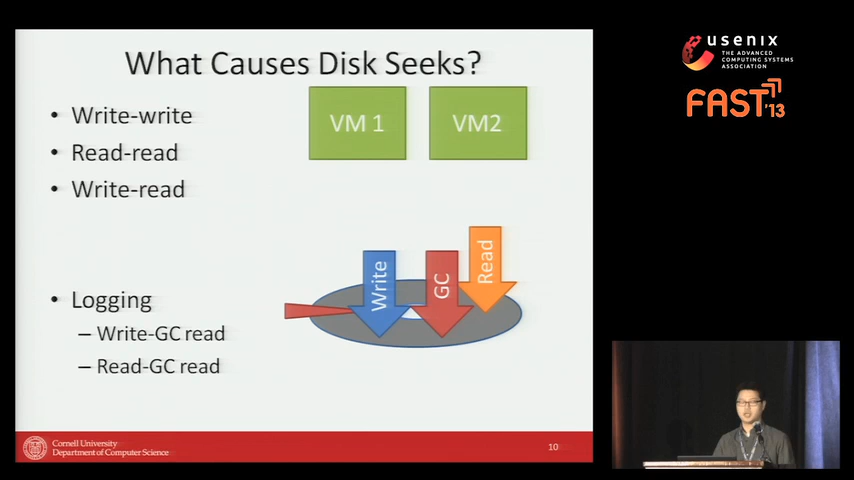 What Causes Disk Seeks?
• Write-write
• Read-read
• Write-read
• Logging
– Write-GC read
– Read-GC read
VM 1
VM2
Write
GC
Read
Cornell University
Department of Computer Science
10
usenix
THE ADVANCED
COMPUTING SYSTEMS
ASSOCIATION
FAST '13